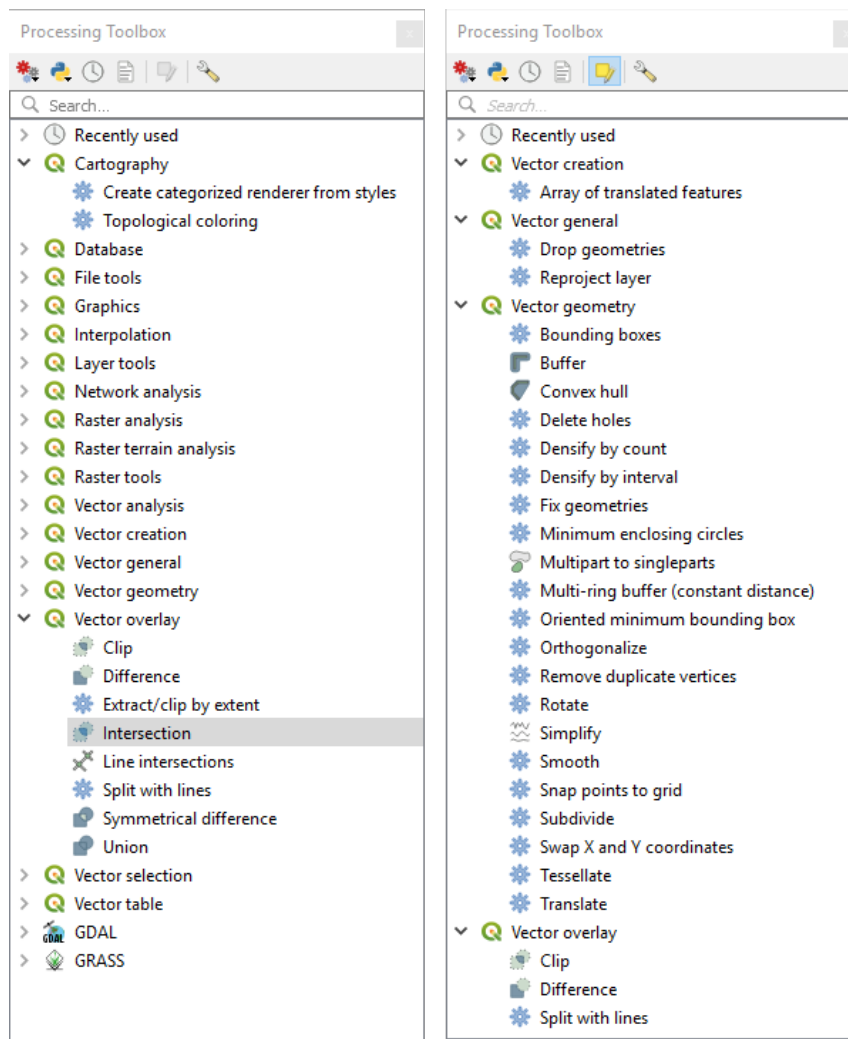 Processing Toolbox
Search...
Recently used
Cartography
Create categorized renderer from styles
Topological coloring
Database
File tools
Graphics
Interpolation
Layer tools
Network analysis
Raster analysis
Raster terrain analysis
Raster tools
Vector analysis
Vector creation
Vector general
Vector geometry
Vector overlay
Clip
Difference
Extract/clip by extent
Intersection
Line intersections
Split with lines
Symmetrical difference
Union
Vector selection
Vector table
GDAL
GRASS
Processing Toolbox
Search...
Recently used
Vector creation
Array of translated features
Vector general
Drop geometries
Reproject layer
Vector geometry
Bounding boxes
Buffer
Convex hull
Delete holes
Densify by count
Densify by interval
Fix geometries
Minimum enclosing circles
Multipart to singleparts
Multi-ring buffer (constant distance)
Oriented minimum bounding box
Orthogonalize
Remove duplicate vertices
Rotate
Simplify
Smooth
Snap points to grid
Subdivide
Swap X and Y coordinates
Tessellate
Translate
Vector overlay
Clip
Difference
Split with lines